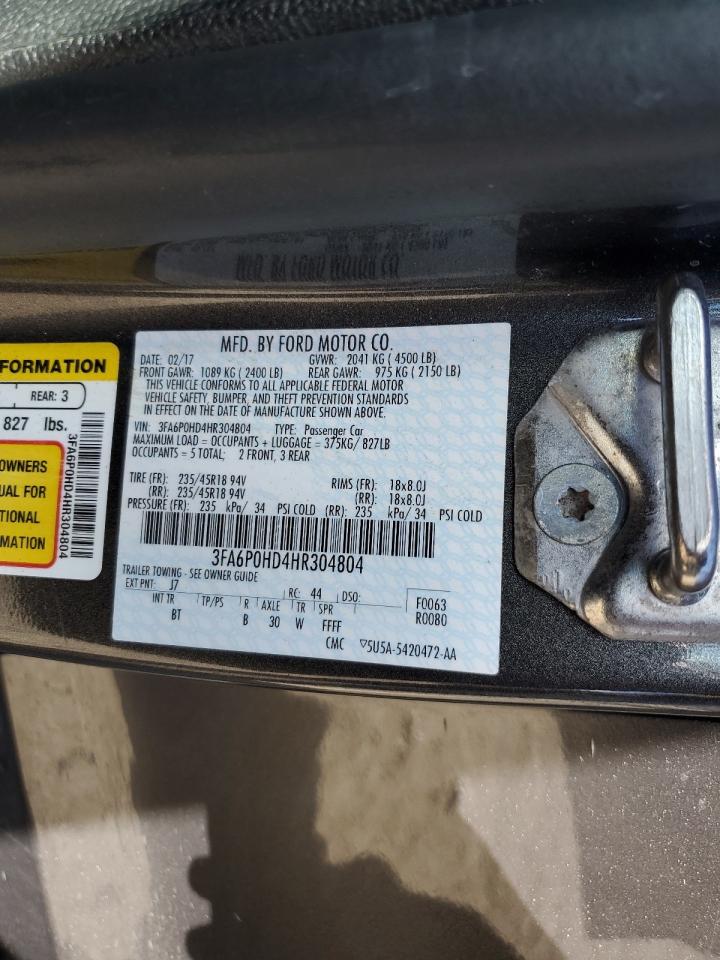 FORMATION
REAR: 3
827 lbs.
OWNERS
UAL FOR
TIONAL
FORMATION
3FA6P0HD4HR304804
MFD. BY FORD MOTOR CO.
DATE: 02/17 GVWR: 2041 KG ( 4500 LB)
FRONT GAWR: 1089 KG ( 2400 LB) REAR GAWR: 975 KG ( 2150 LB)
THIS VEHICLE CONFORMS TO ALL APPLICABLE FEDERAL MOTOR
VEHICLE SAFETY, BUMPER, AND THEFT PREVENTION STANDARDS
IN EFFECT ON THE DATE OF MANUFACTURE SHOWN ABOVE.
VIN: 3FA6P0HD4HR304804 TYPE: Passenger Car
MAXIMUM LOAD = OCCUPANTS + LUGGAGE = 375KG/ 827LB
OCCUPANTS = 5 TOTAL: 2 FRONT, 3 REAR
TIRE (FR): 235/45R18 94V RIMS (FR): 18x8.0J
(RR): 235/45R18 94V (RR): 18x8.0J
PRESSURE (FR): 235 kPa/ 34 PSI COLD (RR): 235 kPa/ 34 PSI COLD
3FA6P0HD4HR304804
TRAILER TOWING - SEE OWNER GUIDE
EXT PNT: J7 RC: 44 DSO: F0063
INT TR TP/PS R AXLE TR SPR R0080
BT B 30 W FFFF
CMC ▽5U5A-5420472-AA